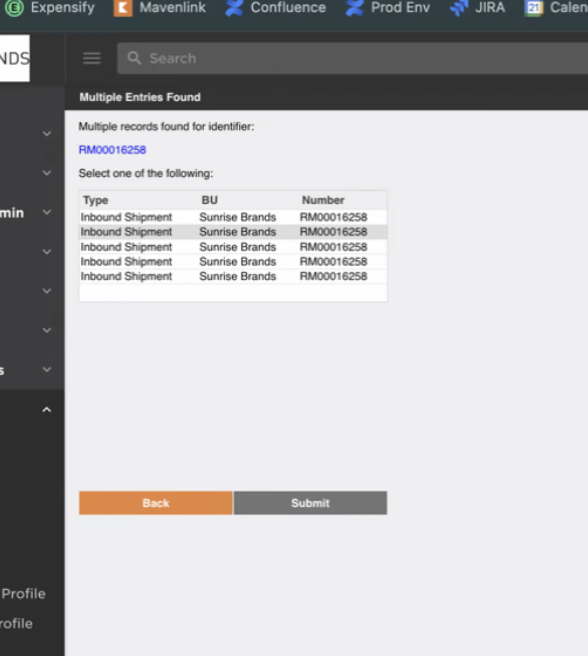 Expensify Mavenlink Confluence Prod Env JIRA 21 Calen
NDS
Search
Multiple Entries Found
Multiple records found for identifier:
RM00016258
Select one of the following:
Type BU Number
Inbound Shipment Sunrise Brands RM00016258
Inbound Shipment Sunrise Brands RM00016258
Inbound Shipment Sunrise Brands RM00016258
Inbound Shipment Sunrise Brands RM00016258
Inbound Shipment Sunrise Brands RM00016258
min
s
Back Submit
Profile
rofile